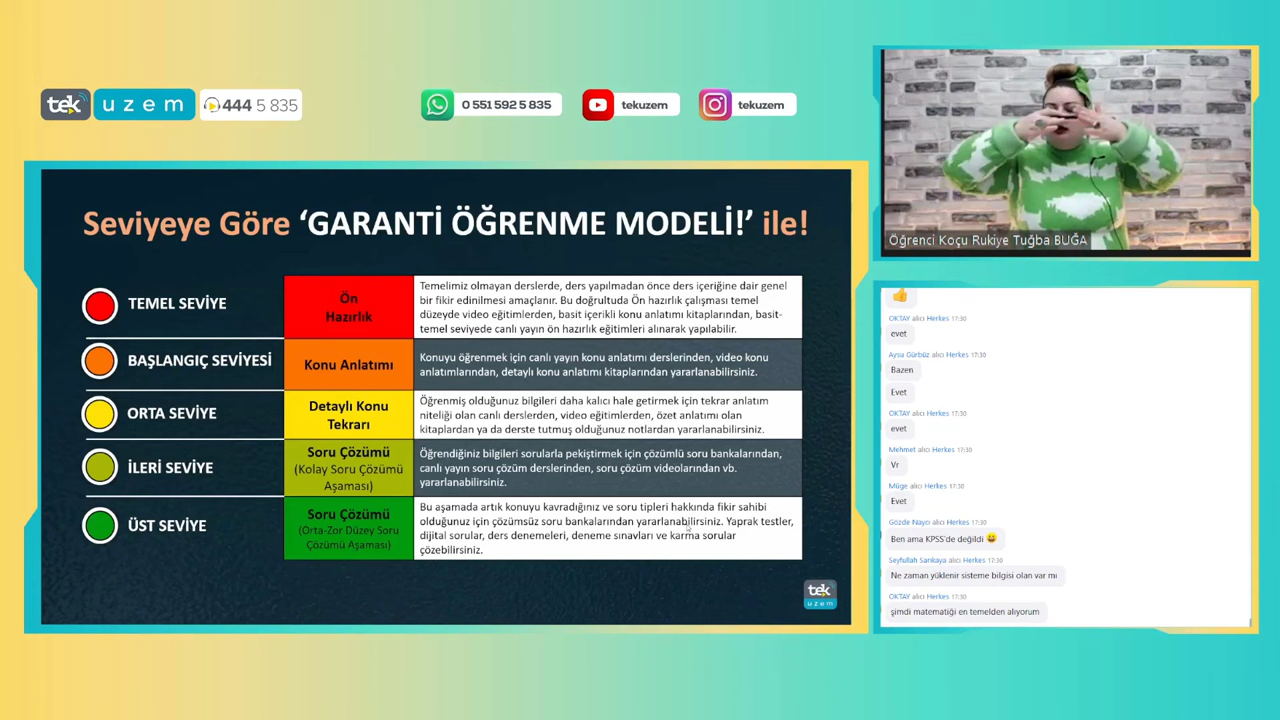 tek uzem 444 5 835
0 551 592 5 835
tekuzem
tekuzem
Seviyeye Göre ‘GARANTİ ÖĞRENME MODELİ!’ ile!
TEMEL SEVİYE
Ön
Hazırlık
Temelimiz olmayan derslerde, ders yapılmadan önce ders içeriğine dair genel
bir fikir edinilmesi amaçlanır. Bu doğrultuda Ön hazırlık çalışması temel
düzeyde video eğitimlerden, basit içerikli konu anlatımı kitaplarından, basit-
temel seviyede canlı yayın ön hazırlık eğitimleri alınarak yapılabilir.
BAŞLANGIÇ SEVİYESİ
Konu Anlatımı
Konuyu öğrenmek için canlı yayın konu anlatımı derslerinden, video konu
anlatımlarından, detaylı konu anlatımı kitaplarından yararlanabilirsiniz.
ORTA SEVİYE
Detaylı Konu
Tekrarı
Öğrenmiş olduğunuz bilgileri daha kalıcı hale getirmek için tekrar anlatım
niteliği olan canlı derslerden, video eğitimlerden, özet anlatımı olan
kitaplardan ya da derste tutmuş olduğunuz notlardan yararlanabilirsiniz.
İLERİ SEVİYE
Soru Çözümü
(Kolay Soru Çözümü
Aşaması)
Öğrendiğiniz bilgileri sorularla pekiştirmek için çözümlü soru bankalarından,
canlı yayın soru çözüm derslerinden, soru çözüm videolarından vb.
yararlanabilirsiniz.
ÜST SEVİYE
Soru Çözümü
(Orta-Zor Düzey Soru
Çözümü Aşaması)
Bu aşamada artık konuyu kavradığınız ve soru tipleri hakkında fikir sahibi
olduğunuz için çözümsüz soru bankalarından yararlanabilirsiniz. Yaprak testler,
dijital sorular, ders denemeleri, deneme sınavları ve karma sorular
çözebilirsiniz.
tek
uzem
Öğrenci Koçu Rukiye Tuğba BUĞA
OKTAY alıcı Herkes 17:30
evet
Aysu Gürbüz alıcı Herkes 17:30
Bazen
Evet
OKTAY alıcı Herkes 17:30
evet
Mehmet alıcı Herkes 17:30
Vr
Müge alıcı Herkes 17:30
Evet
Gözde Naycı alıcı Herkes 17:30
Ben ama KPSS'de değildi 😀
Seyfullah Sarıkaya alıcı Herkes 17:30
Ne zaman yüklenir sisteme bilgisi olan var mı
OKTAY alıcı Herkes 17:30
şimdi matematiği en temelden alıyorum